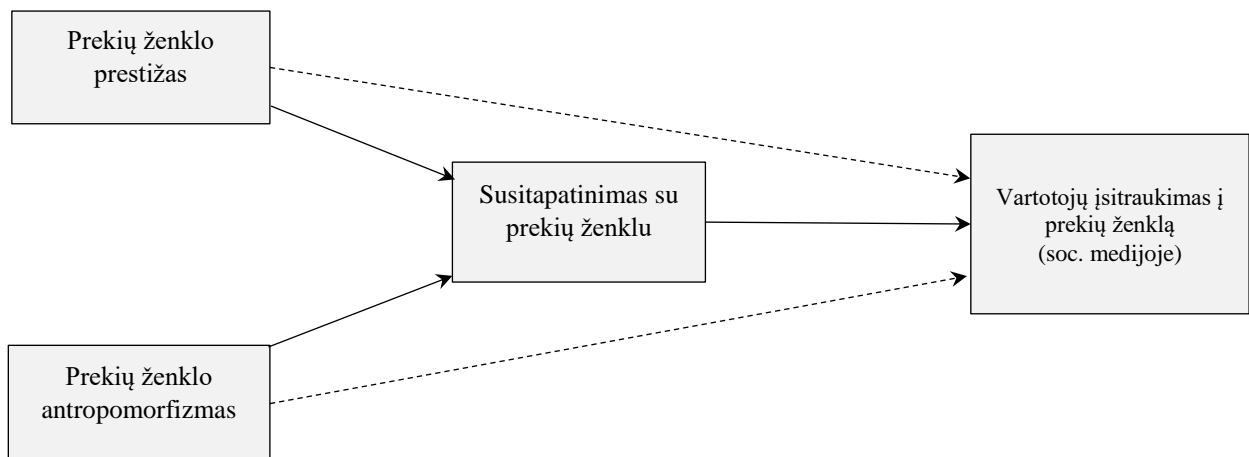 Prekių ženklo
prestižas
Susitapatinimas su
prekių ženklu
Vartotojų įsitraukimas į
prekių ženklą
(soc. medijoje)
Prekių ženklo
antropomorfizmas